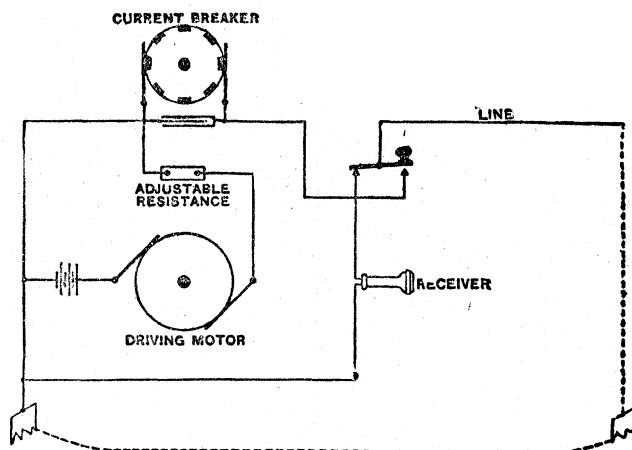 CURRENT BREAKER
LINE
ADJUSTABLE
RESISTANCE
RECEIVER
DRIVING MOTOR